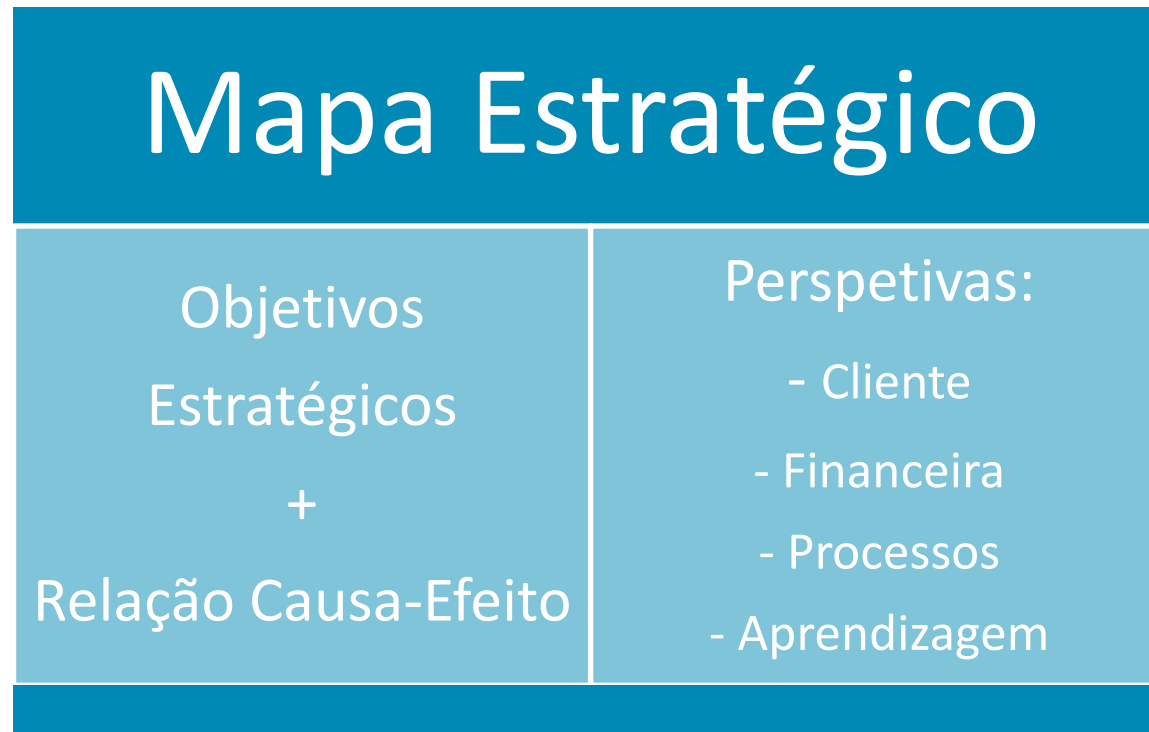 Mapa Estratégico
Objetivos
Estratégicos
+
Relação Causa-Efeito
Perspetivas:
- Cliente
- Financeira
- Processos
- Aprendizagem